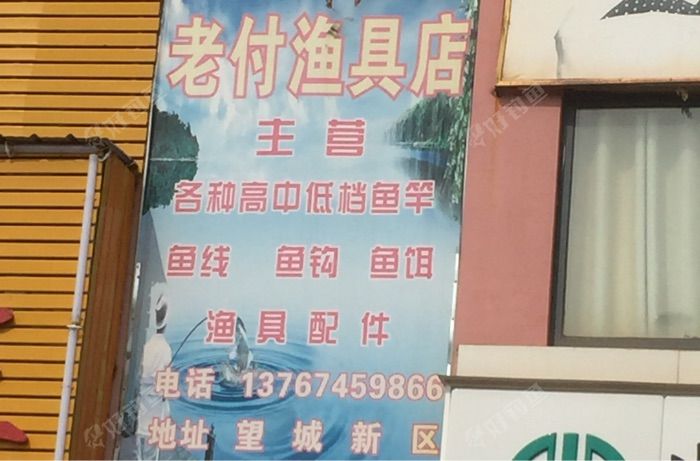 老付渔具店
主营
各种高中低档鱼竿
鱼线 鱼钩 鱼饵
渔具配件
电话 13767459866
地址 望城新区